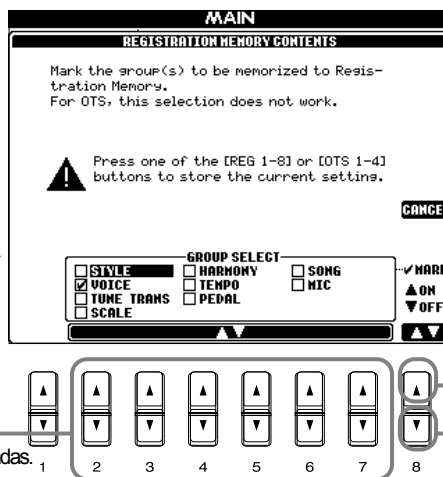 MAIN
REGISTRATION MEMORY CONTENTS
Mark the group(s) to be memorized to Regis-
tration Memory.
For OTS, this selection does not work.
Press one of the [REG 1-8] or [OTS 1-4]
buttons to store the current setting.
CANCE
GROUP SELECT
STYLE HARMONY SONG
VOICE TEMPO MIC
TUNE TRANS PEDAL
SCALE
MARK
▲ON
▼OFF
▲▼ ▲▼
adas.
1 2 3 4 5 6 7 8